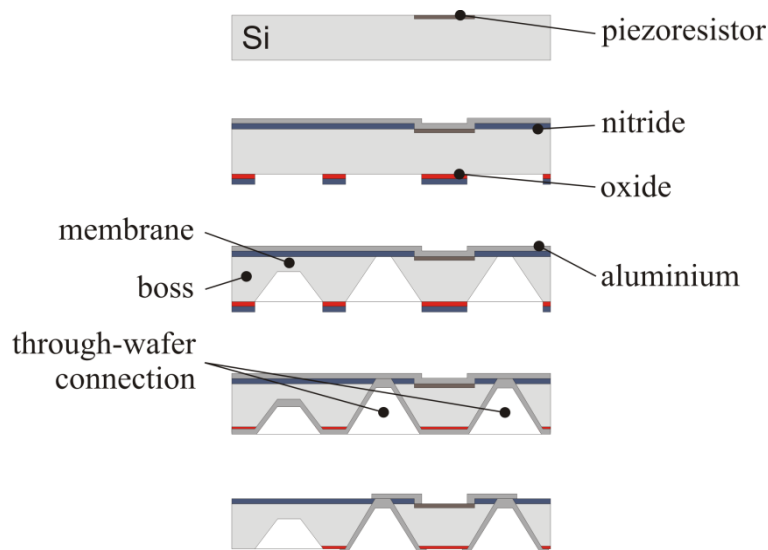 Si
piezoresistor
nitride
oxide
membrane
boss
aluminium
through-wafer
connection